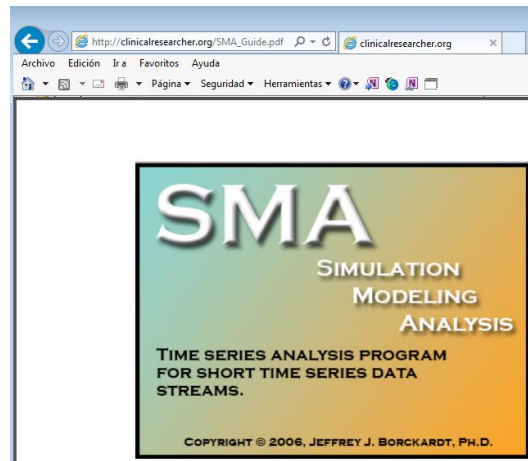 http://clinicalresearcher.org/SMA_Guide.pdf
clinicalresearcher.org
Archivo Edición Ir a Favoritos Ayuda
Página Seguridad Herramientas
SMA
SIMULATION
MODELING
ANALYSIS
TIME SERIES ANALYSIS PROGRAM
FOR SHORT TIME SERIES DATA
STREAMS.
COPYRIGHT © 2006, JEFFREY J. BORCKARDT, PH.D.